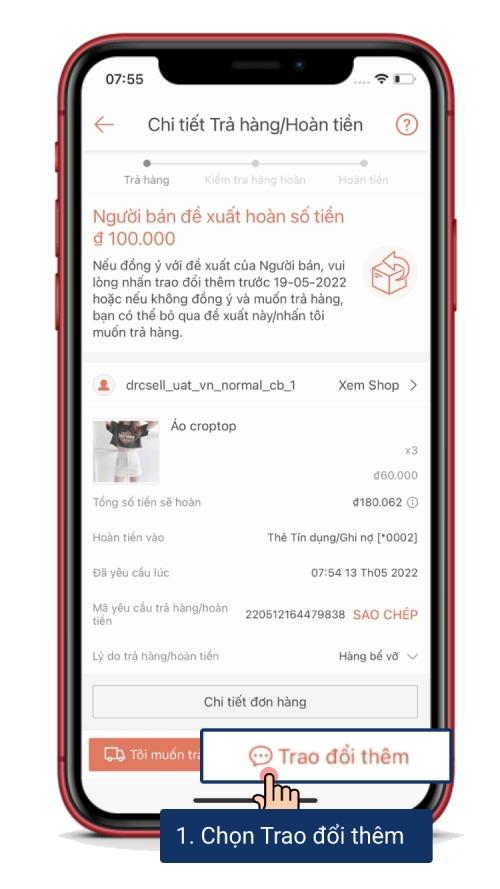 07:55
Chi tiết Trả hàng/Hoàn tiền ?
Trả hàng Kiểm tra hàng hoàn Hoàn tiền
Người bán đề xuất hoàn số tiền
₫ 100.000
Nếu đồng ý với đề xuất của Người bán, vui
lòng nhấn trao đổi thêm trước 19-05-2022
hoặc nếu không đồng ý và muốn trả hàng,
bạn có thể bỏ qua đề xuất này/nhấn tôi
muốn trả hàng.
drcsell_uat_vn_normal_cb_1 Xem Shop
Áo croptop
x3
₫60.000
Tổng số tiền sẽ hoàn ₫180.062
Hoàn tiền vào Thẻ Tín dụng/Ghi nợ [*0002]
Đã yêu cầu lúc 07:54 13 Th05 2022
Mã yêu cầu trả hàng/hoàn
tiền 220512164479838 SAO CHÉP
Lý do trả hàng/hoàn tiền Hàng bể vỡ
Chi tiết đơn hàng
Tôi muốn tr Trao đổi thêm
1. Chọn Trao đổi thêm